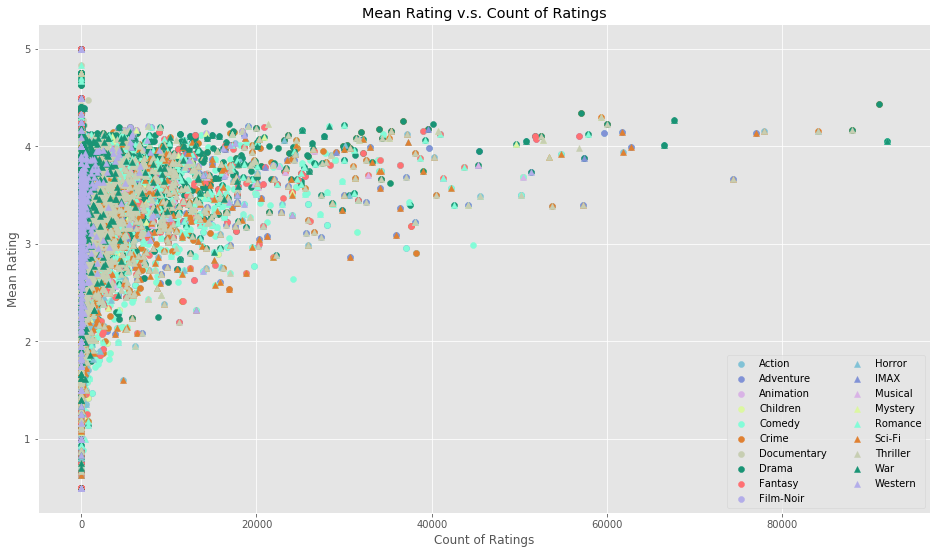 Mean Rating v.s. Count of Ratings
Mean Rating
5
4
3
2
1
0
20000
40000
60000
80000
Count of Ratings
Action
Adventure
Animation
Children
Comedy
Crime
Documentary
Drama
Fantasy
Film-Noir
Horror
IMAX
Musical
Mystery
Romance
Sci-Fi
Thriller
War
Western